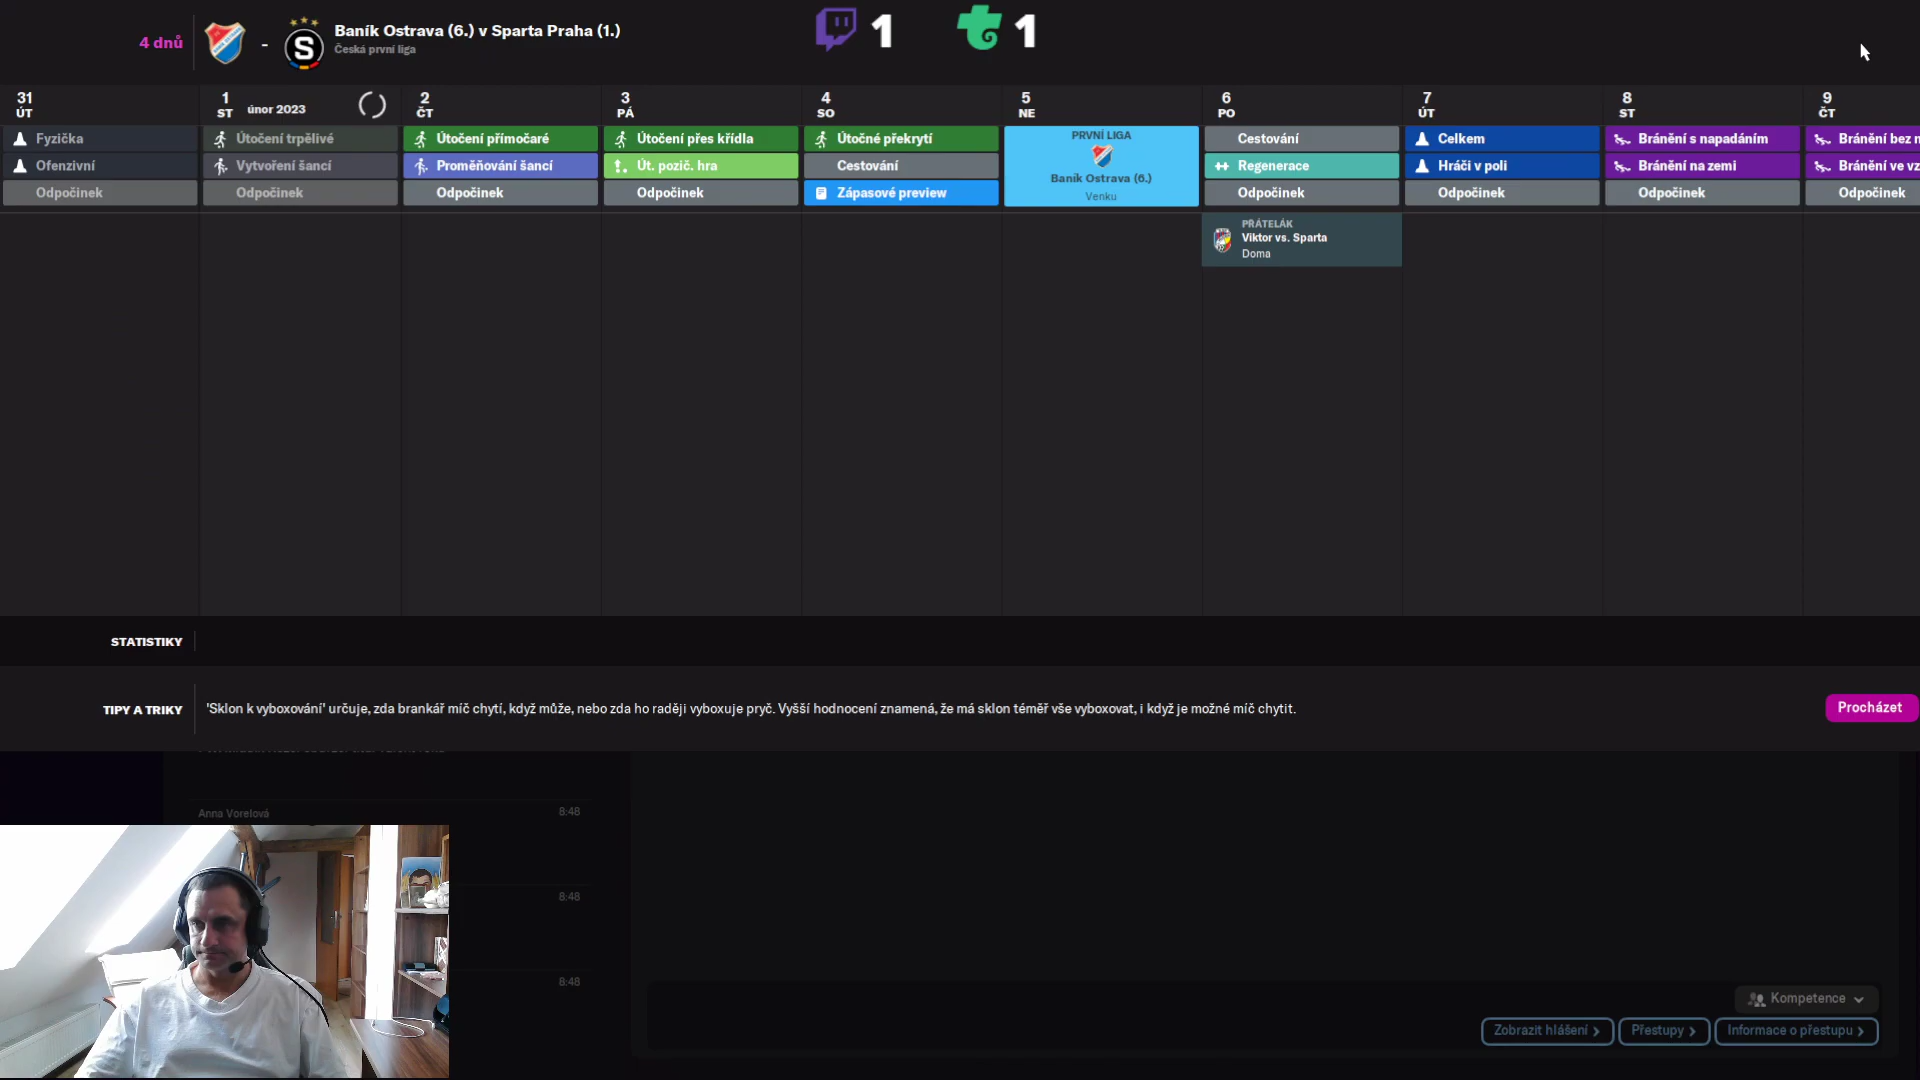 4 dnů
-
Baník Ostrava (6.) v Sparta Praha (1.)
Česká první liga
1
1
31
ÚT
1
ST
únor 2023
2
ČT
3
PÁ
4
SO
5
NE
6
PO
7
ÚT
8
ST
9
ČT
Fyzička
Ofenzivní
Odpočinek
Útočení trpělivé
Vytvoření šancí
Odpočinek
Útočení přímočaré
Proměňování šancí
Odpočinek
Útočení přes křídla
Út. pozič. hra
Odpočinek
Útočné překrytí
Cestování
Zápasové preview
PRVNÍ LIGA
Baník Ostrava (6.)
Venku
Cestování
Regenerace
Odpočinek
PŘÁTELÁK
Viktor vs. Sparta
Doma
Celkem
Hráči v poli
Odpočinek
Bránění s napadáním
Bránění na zemi
Odpočinek
Bránění bez n
Bránění ve vz
Odpočinek
STATISTIKY
TIPY A TRIKY
'Sklon k vyboxování' určuje, zda brankář míč chytí, když může, nebo zda ho raději vyboxuje pryč. Vyšší hodnocení znamená, že má sklon téměř vše vyboxovat, i když je možné míč chytit.
Procházet
Anna Vorelová
8:48
8:48
8:48
Kompetence
Zobrazit hlášení
Přestupy
Informace o přestupu